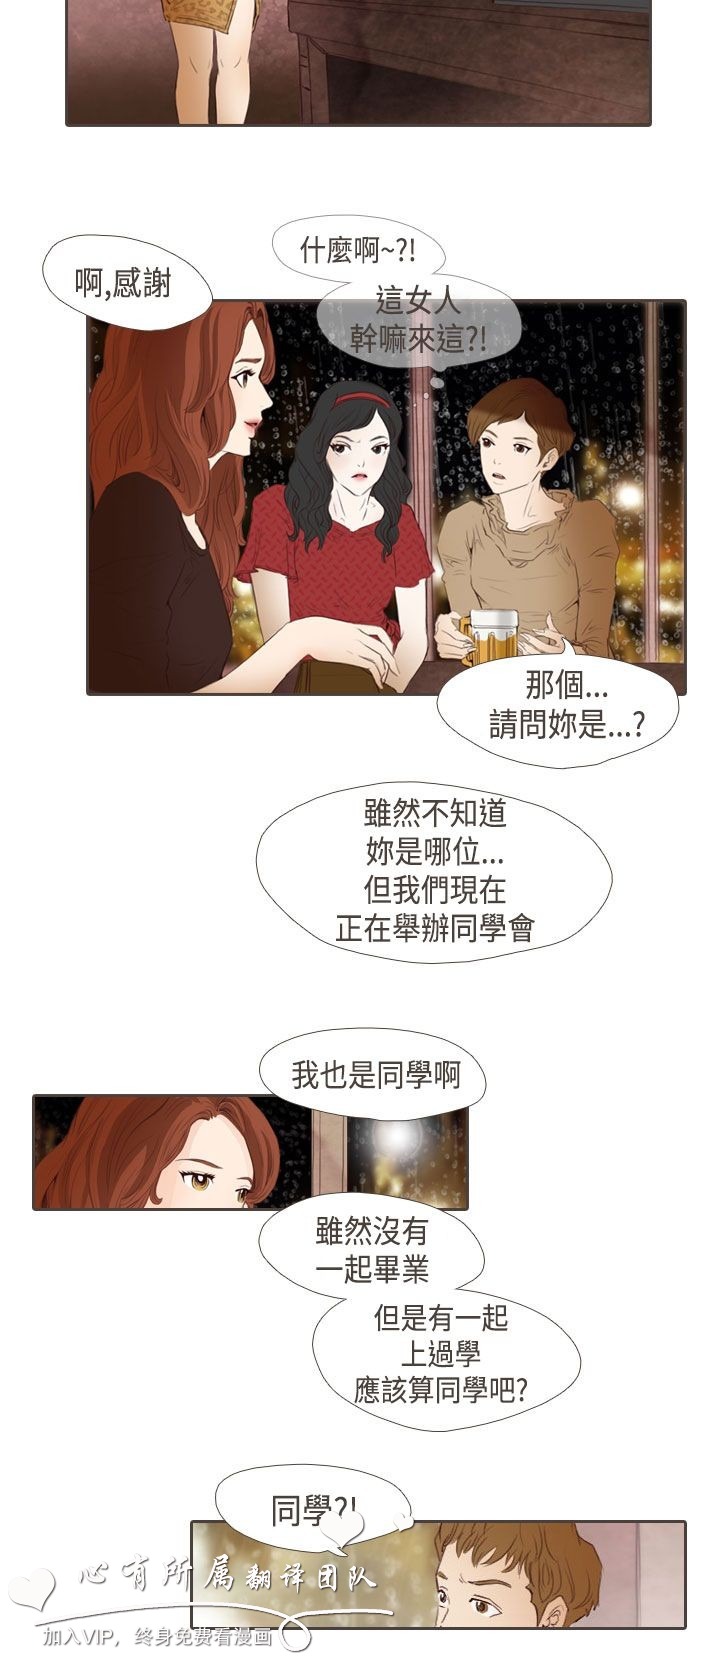 什麼啊~?!
啊,感謝
這女人
幹嘛來這?!
那個...
請問妳是...?
雖然不知道
妳是哪位...
但我們現在
正在舉辦同學會
我也是同學啊
雖然沒有
一起畢業
但是有一起
上過學
應該算同學吧?
同學?!
心有所属翻译团队
加入VIP，终身免费看漫画